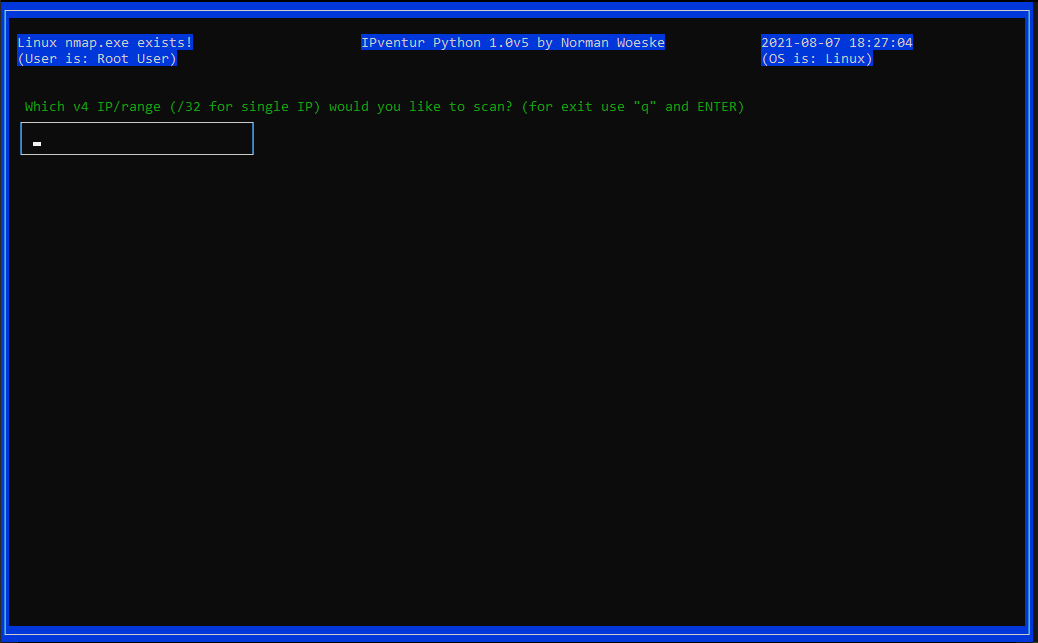 Linux nmap.exe exists!
IPventur Python 1.0v5 by Norman Woeske
2021-08-07 18:27:04
(User is: Root User)
(OS is: Linux)
Which v4 IP/range (/32 for single IP) would you like to scan? (for exit use "q" and ENTER)